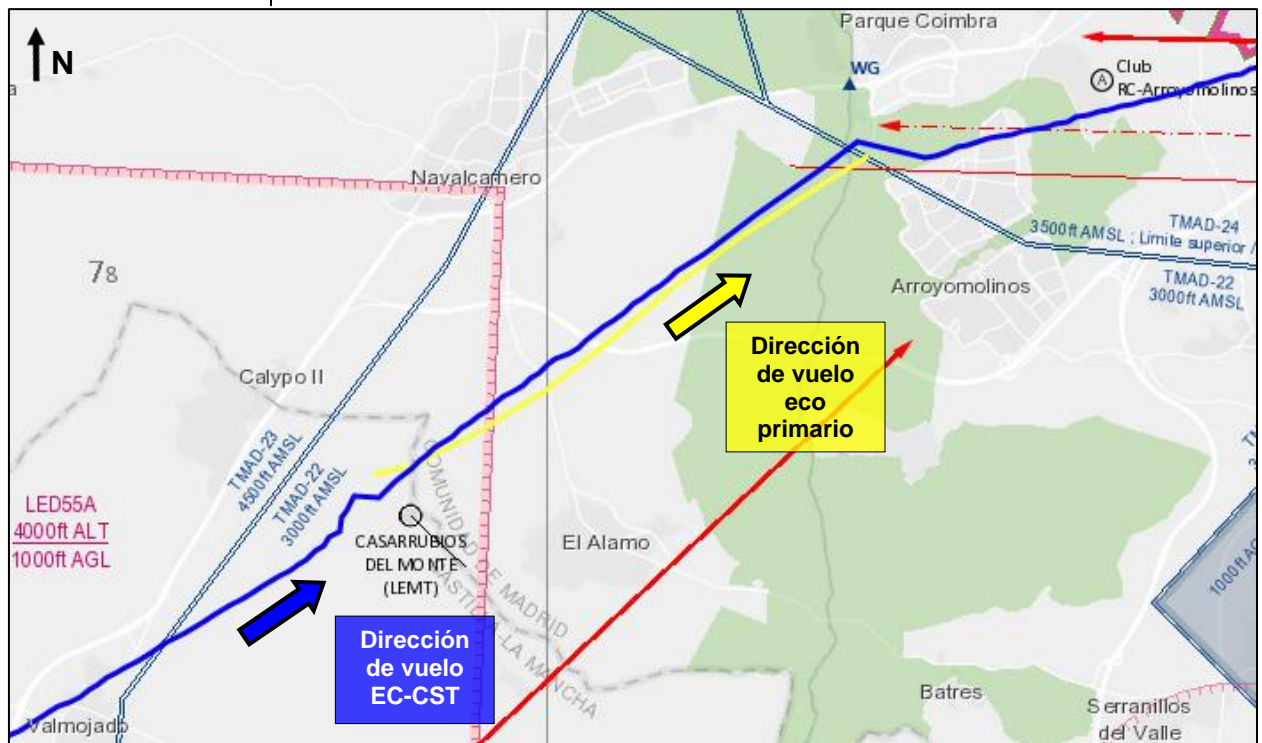 N
Parque Coimbra
WG
Club
RC-Arroyomolinos
Navalcarnero
TMAD-24
3500ft AMSL ; Limite superior /
TMAD-22
3000ft AMSL
78
Arroyomolinos
Dirección
de vuelo
eco
primario
Calypo II
TMAD-23
4500ft AMSL
TMAD-22
3000ft AMSL
LED55A
4000ft ALT
1000ft AGL
CASARRUBIOS
DEL MONTE
(LEMT)
COMUNIDAD DE MADRID
CASTILLA-LA MANCHA
El Alamo
Dirección
de vuelo
EC-CST
Batres
Serranillos
del Valle
Valmojado